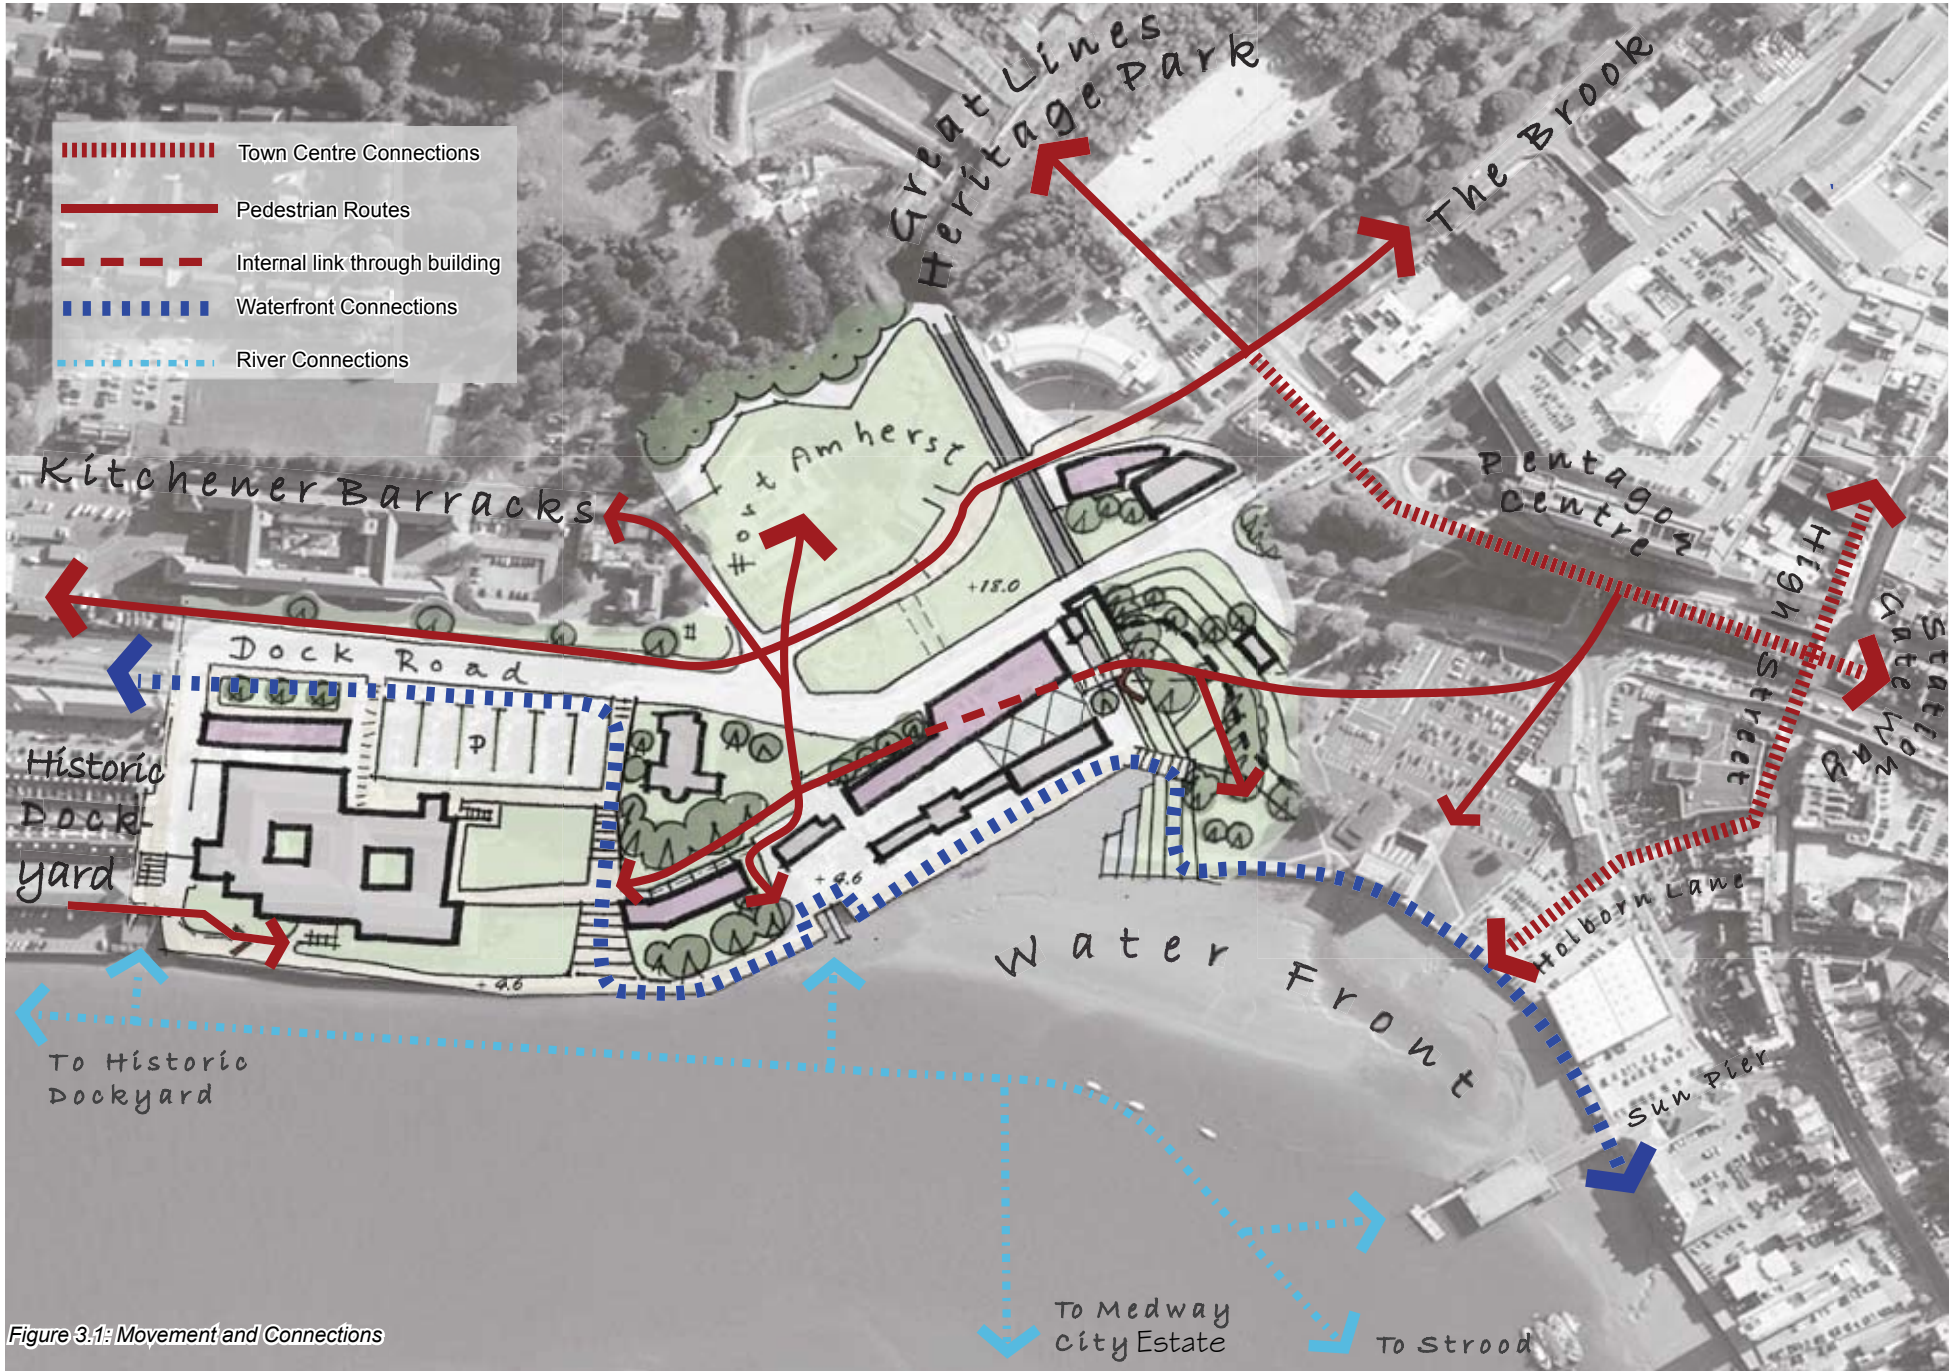 Great Lines
Heritage Park
The Brook
Town Centre Connections
Pedestrian Routes
Internal link through building
Waterfront Connections
River Connections
Kitchener Barracks
Hort Amherst
Pentagon
Centre
+18.0
High Street
Station
Gateway
Dock Road
P
Historic
Dock-
yard
+4.6
+4.6
Water Front
Holborn Lane
Sun Pier
To Historic
Dockyard
To Medway
City Estate
To Strood
Figure 3.1: Movement and Connections